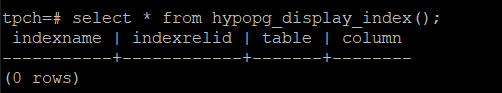 tpch=# select * from hypopg_display_index();
 indexname | indexrelid | table | column
-----------+------------+-------+--------
(0 rows)